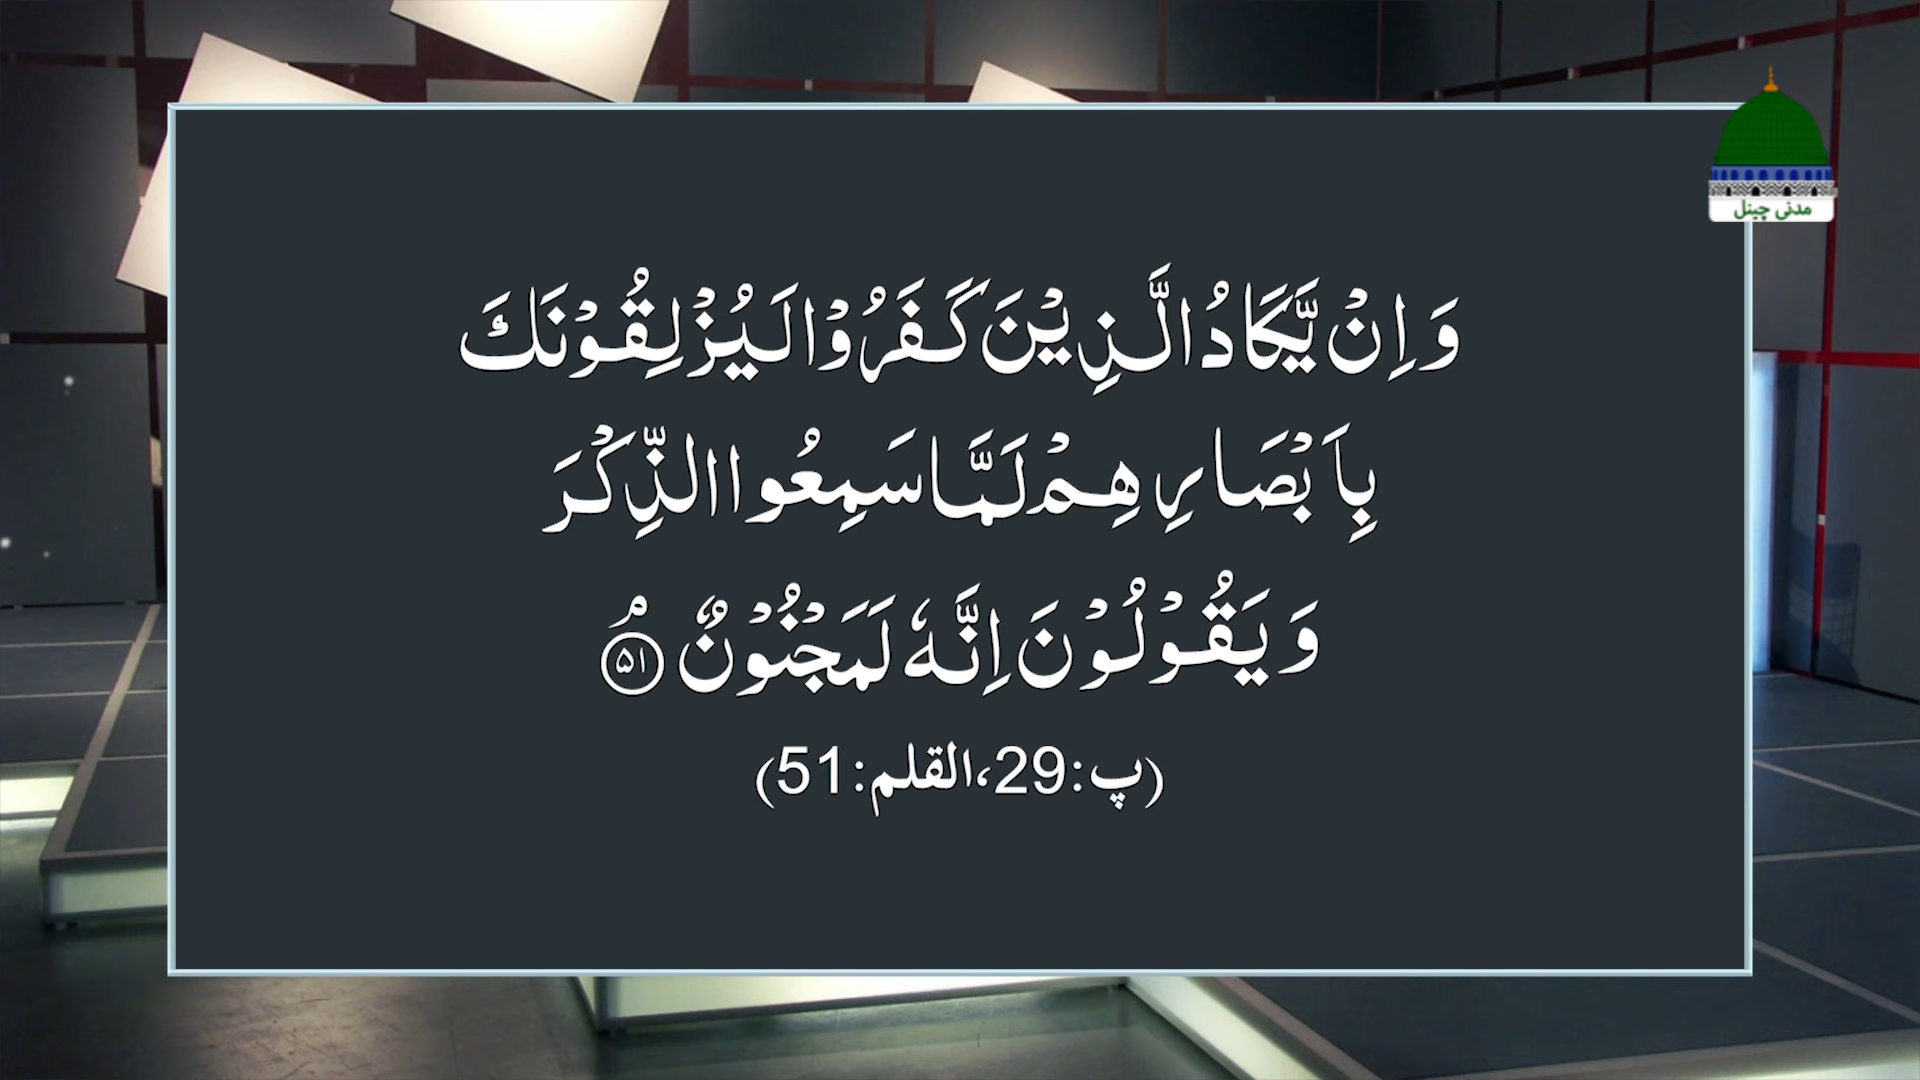 وَ اِنْ یَّكَادُ الَّذِیْنَ كَفَرُوْا لَیُزْلِقُوْنَكَ
بِاَبْصَارِهِمْ لَمَّا سَمِعُوا الذِّكْرَ
وَ یَقُوْلُوْنَ اِنَّهٗ لَمَجْنُوْنٌۘ ۝۵۱
(پ:29،القلم:51)
مدنی چینل